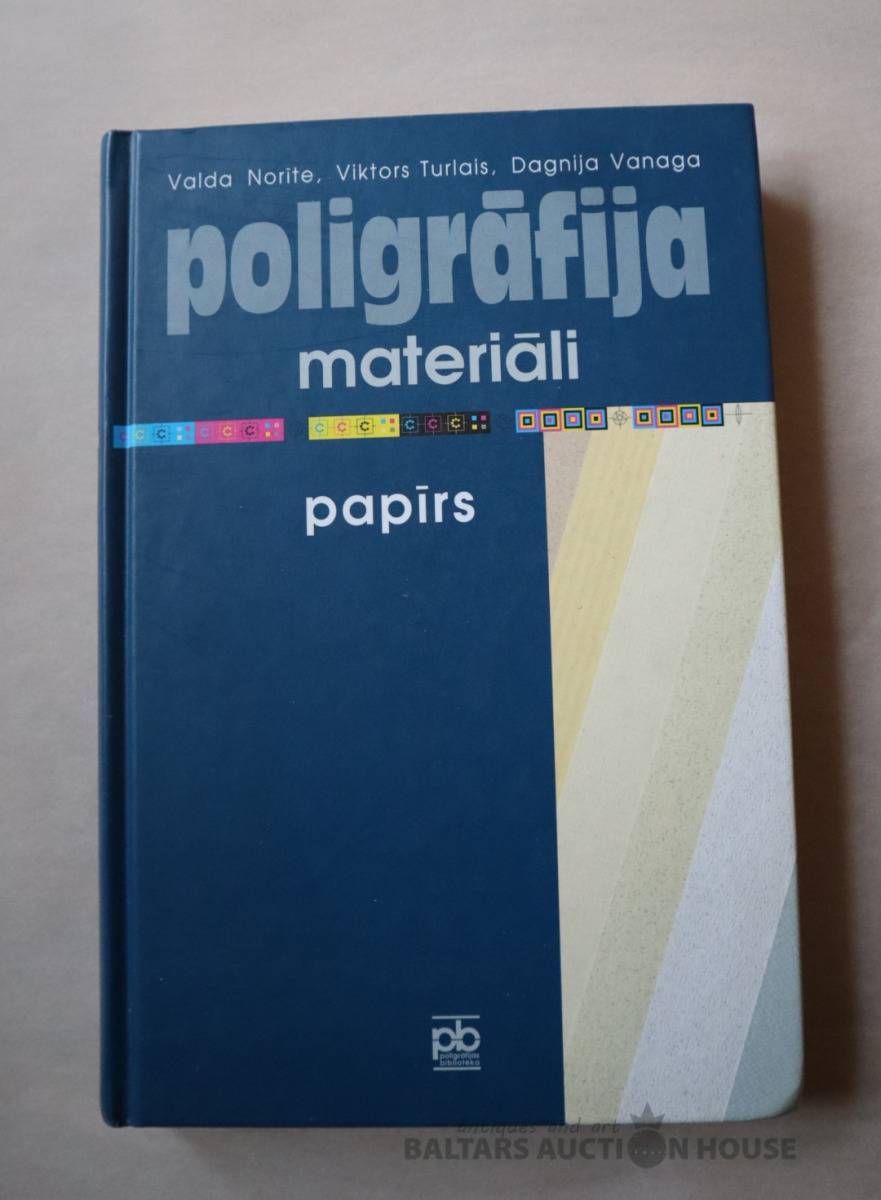 Valda Norīte, Viktors Turlais, Dagnija Vanaga
poligrāfija
materiāli
papīrs
pb
poligrāfijas
bibliotēka
antiques and art
BALTARS AUCTION HOUSE